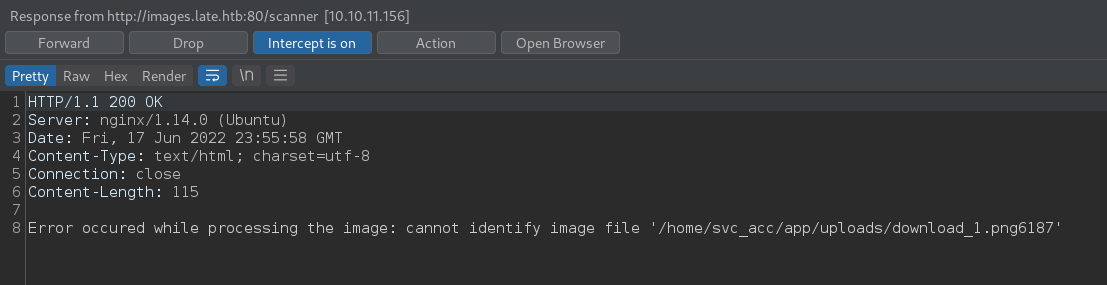 Response from http://images.late.htb:80/scanner [10.10.11.156]
Forward Drop Intercept is on Action Open Browser
Pretty Raw Hex Render \n
1 HTTP/1.1 200 OK
2 Server: nginx/1.14.0 (Ubuntu)
3 Date: Fri, 17 Jun 2022 23:55:58 GMT
4 Content-Type: text/html; charset=utf-8
5 Connection: close
6 Content-Length: 115
7
8 Error occured while processing the image: cannot identify image file '/home/svc_acc/app/uploads/download_1.png6187'